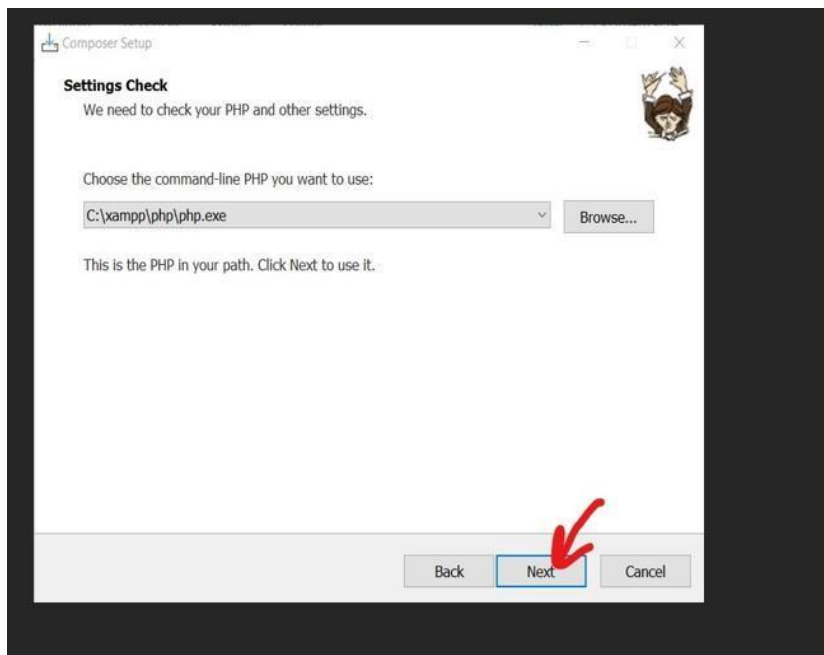 Composer Setup
Settings Check
We need to check your PHP and other settings.
Choose the command-line PHP you want to use:
C:\xampp\php\php.exe
Browse...
This is the PHP in your path. Click Next to use it.
Back Next Cancel